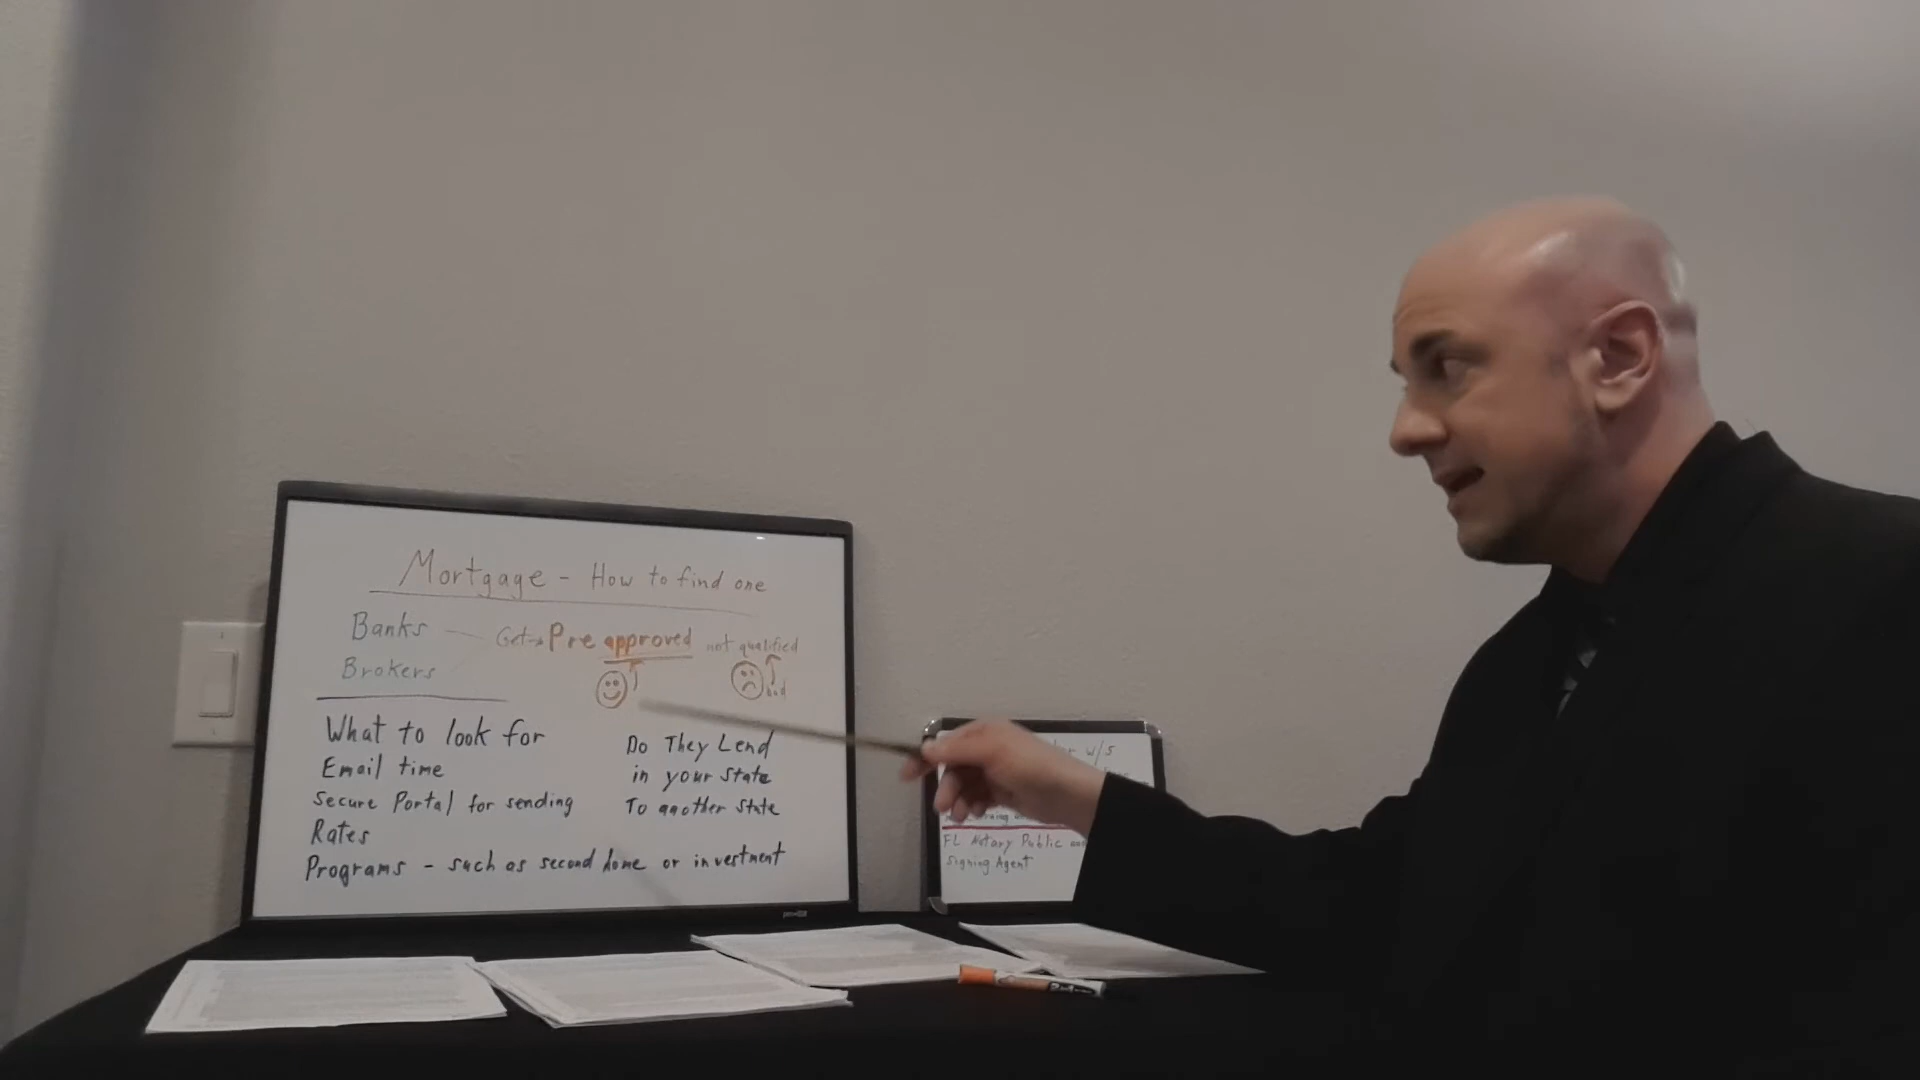 Mortgage - How to find one
Banks
Brokers
Get→ Pre approved not qualified
bad
What to look for
Email time
Secure Portal for sending
Rates
Programs - such as second home or investment
Do They Lend
in your state
To another state
w/s
FL Notary Public
Signing Agent